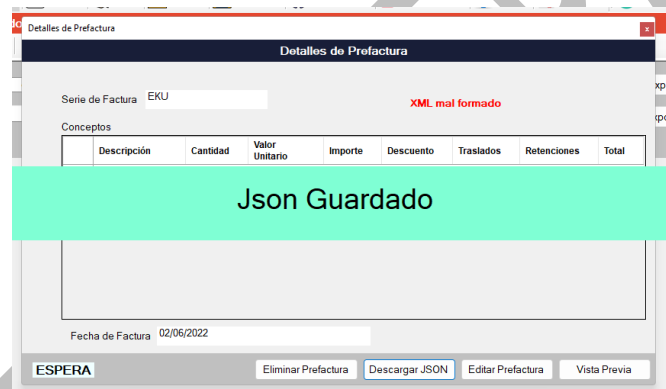 Detalles de Prefactura
x
Detalles de Prefactura
Serie de Factura EKU
XML mal formado
Conceptos
Descripción Cantidad Valor Unitario Importe Descuento Traslados Retenciones Total
Json Guardado
Fecha de Factura 02/06/2022
ESPERA Eliminar Prefactura Descargar JSON Editar Prefactura Vista Previa